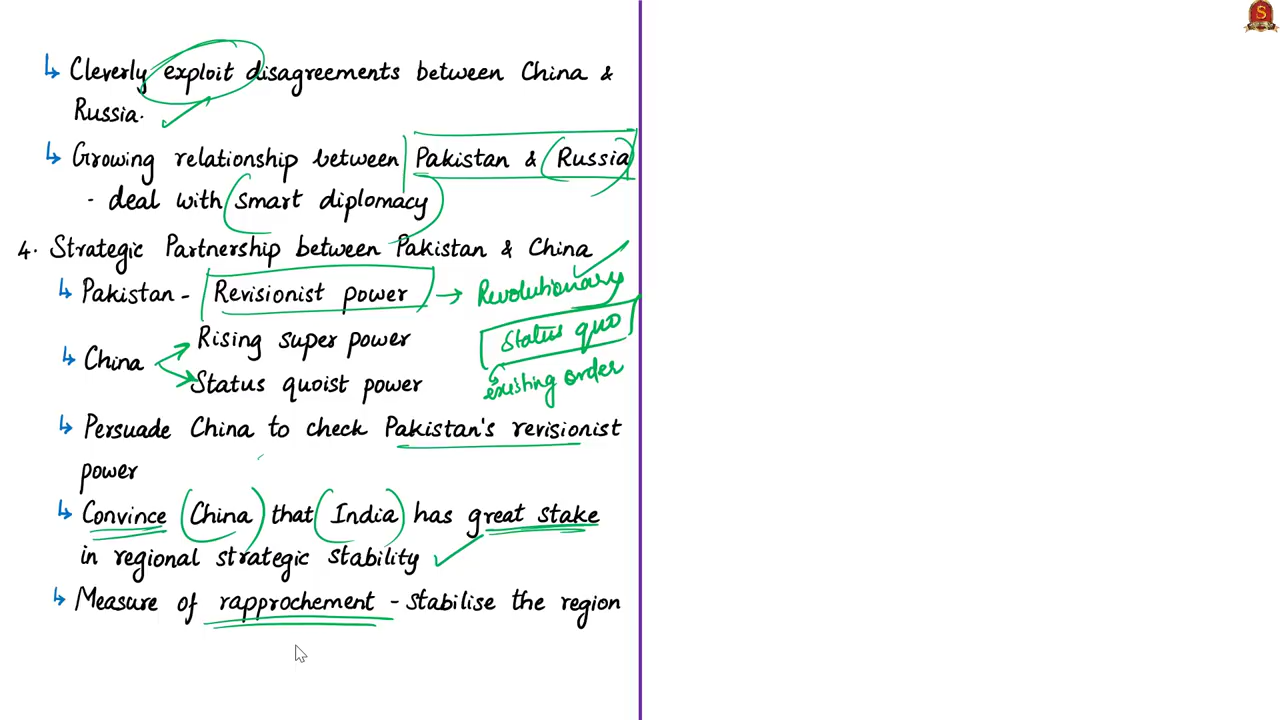 ↳ Cleverly exploit disagreements between China &
Russia.
↳ Growing relationship between Pakistan & Russia
- deal with smart diplomacy
4. Strategic Partnership between Pakistan & China
↳ Pakistan - Revisionist power → Revolutionary
Rising super power
Status quo
↳ China
Status quoist power
existing order
↳ Persuade China to check Pakistan's revisionist
power
↳ Convince China that India has great stake
in regional strategic stability
↳ Measure of rapprochement - stabilise the region
S